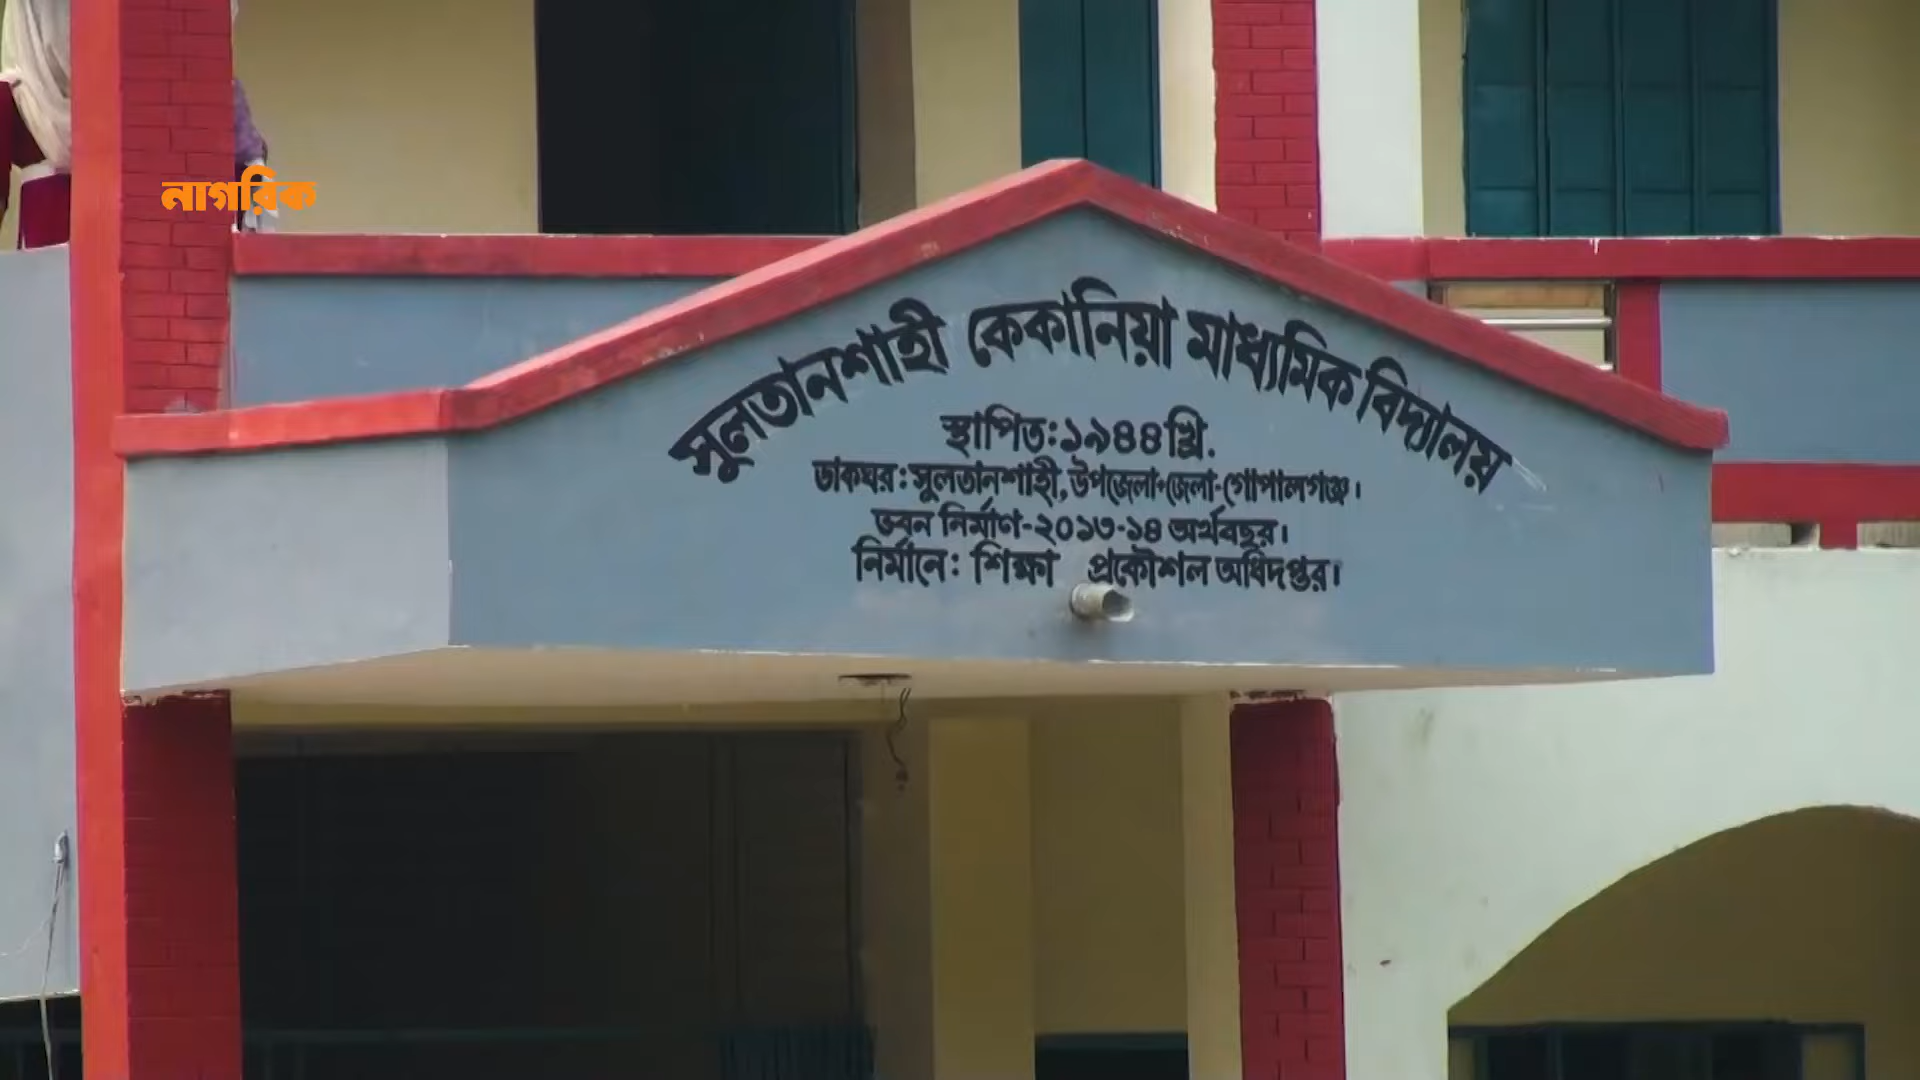 নাগরিক
সুলতানশাহী কেকানিয়া মাধ্যমিক বিদ্যালয়
স্থাপিত:১৯৪৪খ্রি.
ডাকঘর: সুলতানশাহী, উপজেলা+জেলা-গোপালগঞ্জ।
ভবন নির্মাণ-২০১৩-১৪ অর্থবছর।
নির্মানে: শিক্ষা প্রকৌশল অধিদপ্তর।